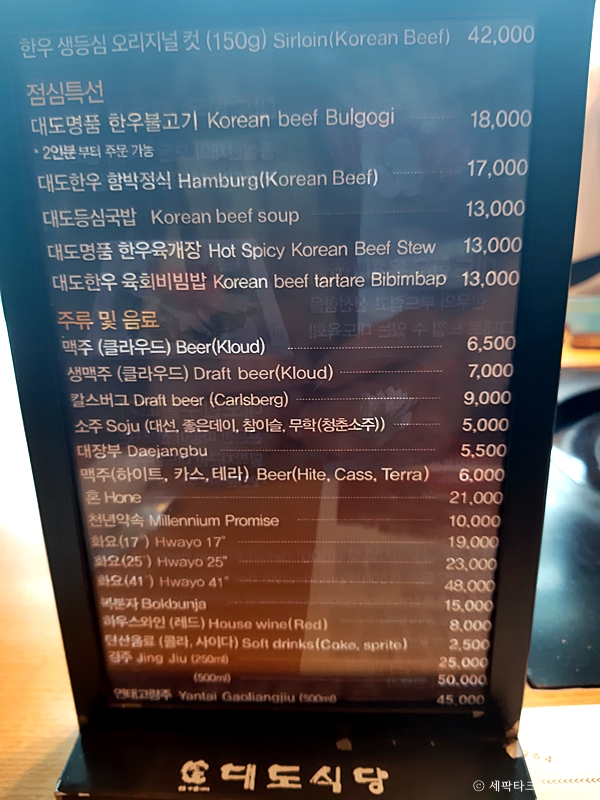 한우 생등심 오리지널 컷 (150g) Sirloin(Korean Beef) 42,000
점심특선
대도명품 한우불고기 Korean beef Bulgogi 18,000
* 2인분 부터 주문 가능
대도한우 함박정식 Hamburg(Korean Beef) 17,000
대도등심국밥 Korean beef soup 13,000
대도명품 한우육개장 Hot Spicy Korean Beef Stew 13,000
대도한우 육회비빔밥 Korean beef tartare Bibimbap 13,000
주류 및 음료
맥주 (클라우드) Beer(Kloud) 6,500
생맥주 (클라우드) Draft beer(Kloud) 7,000
칼스버그 Draft beer (Carlsberg) 9,000
소주 Soju (대선, 좋은데이, 참이슬, 무학(청춘소주)) 5,000
대장부 Daejangbu 5,500
맥주(하이트, 카스, 테라) Beer(Hite, Cass, Terra) 6,000
혼 Hone 21,000
천년약속 Millennium Promise 10,000
화요(17˚) Hwayo 17˚ 19,000
화요(25˚) Hwayo 25˚ 23,000
화요(41˚) Hwayo 41˚ 48,000
복분자 Bokbunja 15,000
하우스와인 (레드) House wine(Red) 8,000
탄산음료 (콜라, 사이다) Soft drinks(Coke, sprite) 2,500
경주 Jing Jiu (250ml) 25,000
(500ml) 50,000
연태고량주 Yantai Gaoliangjiu (500ml) 45,000
대도식당
ⓒ 세팍타크